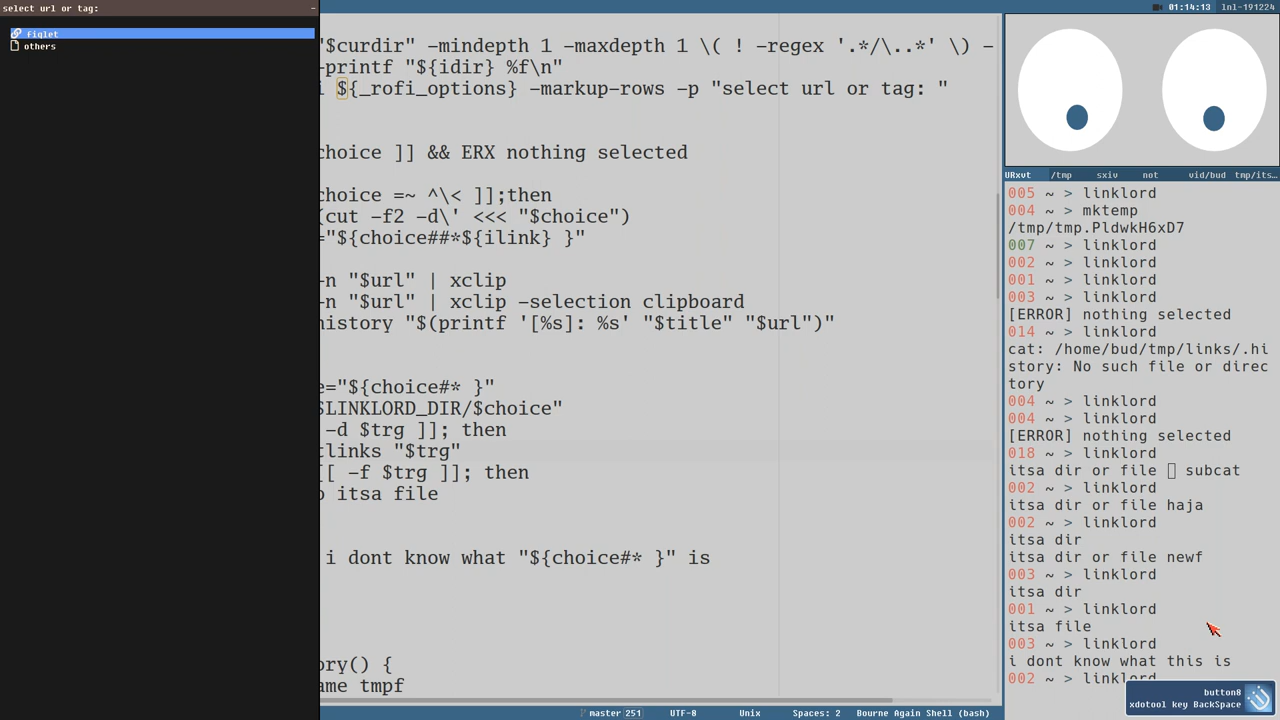 select url or tag:
figlet
others
"$curdir" -mindepth 1 -maxdepth 1 \( ! -regex '.*/\..*' \) -
-printf "${idir} %f\n"
i ${_rofi_options} -markup-rows -p "select url or tag: "
choice ]] && ERX nothing selected
choice =~ ^\< ]];then
(cut -f2 -d\' <<< "$choice")
="${choice##*${ilink} }"
-n "$url" | xclip
-n "$url" | xclip -selection clipboard
history "$(printf '[%s]: %s' "$title" "$url")"
e="${choice#* }"
$LINKLORD_DIR/$choice"
-d $trg ]]; then
tlinks "$trg"
[[ -f $trg ]]; then
o itsa file
i dont know what "${choice#* }" is
ory() {
ame tmpf
master 251 UTF-8 Unix Spaces: 2 Bourne Again Shell (bash)
01:14:13 lnl-191224
URxvt /tmp sxiv not vid/bud tmp/its…
005 ~ > linklord
004 ~ > mktemp
/tmp/tmp.PldwkH6xD7
007 ~ > linklord
002 ~ > linklord
001 ~ > linklord
003 ~ > linklord
[ERROR] nothing selected
014 ~ > linklord
cat: /home/bud/tmp/links/.hi
story: No such file or direc
tory
004 ~ > linklord
004 ~ > linklord
[ERROR] nothing selected
018 ~ > linklord
itsa dir or file subcat
002 ~ > linklord
itsa dir or file haja
002 ~ > linklord
itsa dir
itsa dir or file newf
003 ~ > linklord
itsa dir
001 ~ > linklord
itsa file
003 ~ > linklord
i dont know what this is
002 ~ > linklord
button8
xdotool key BackSpace